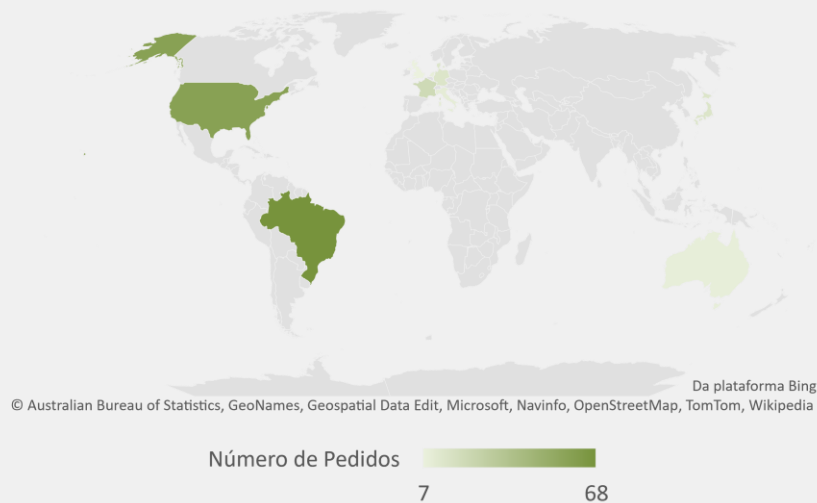 Da plataforma Bing
© Australian Bureau of Statistics, GeoNames, Geospatial Data Edit, Microsoft, Navinfo, OpenStreetMap, TomTom, Wikipedia
Número de Pedidos
7 68